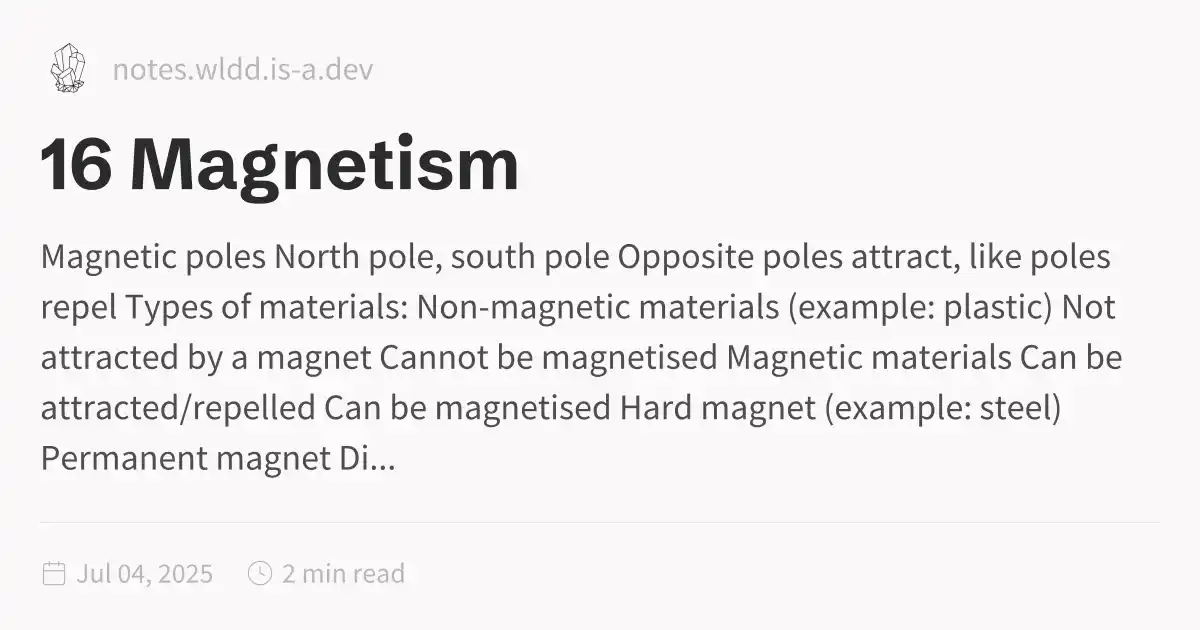 notes.wldd.is-a.dev
16 Magnetism
Magnetic poles North pole, south pole Opposite poles attract, like poles
repel Types of materials: Non-magnetic materials (example: plastic) Not
attracted by a magnet Cannot be magnetised Magnetic materials Can be
attracted/repelled Can be magnetised Hard magnet (example: steel)
Permanent magnet Di...
Jul 04, 2025 2 min read